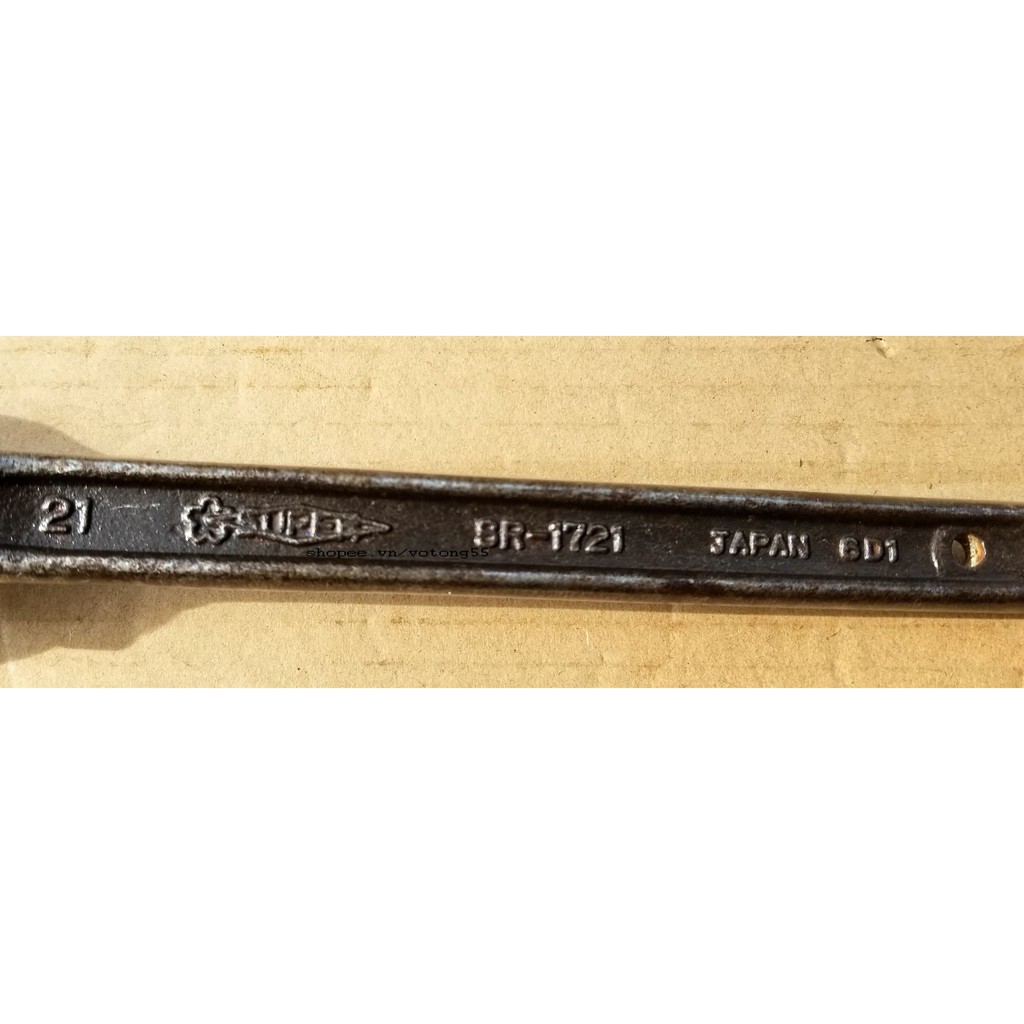 21 SUPER BR-1721 JAPAN 6D1
shopee.vn/votong55